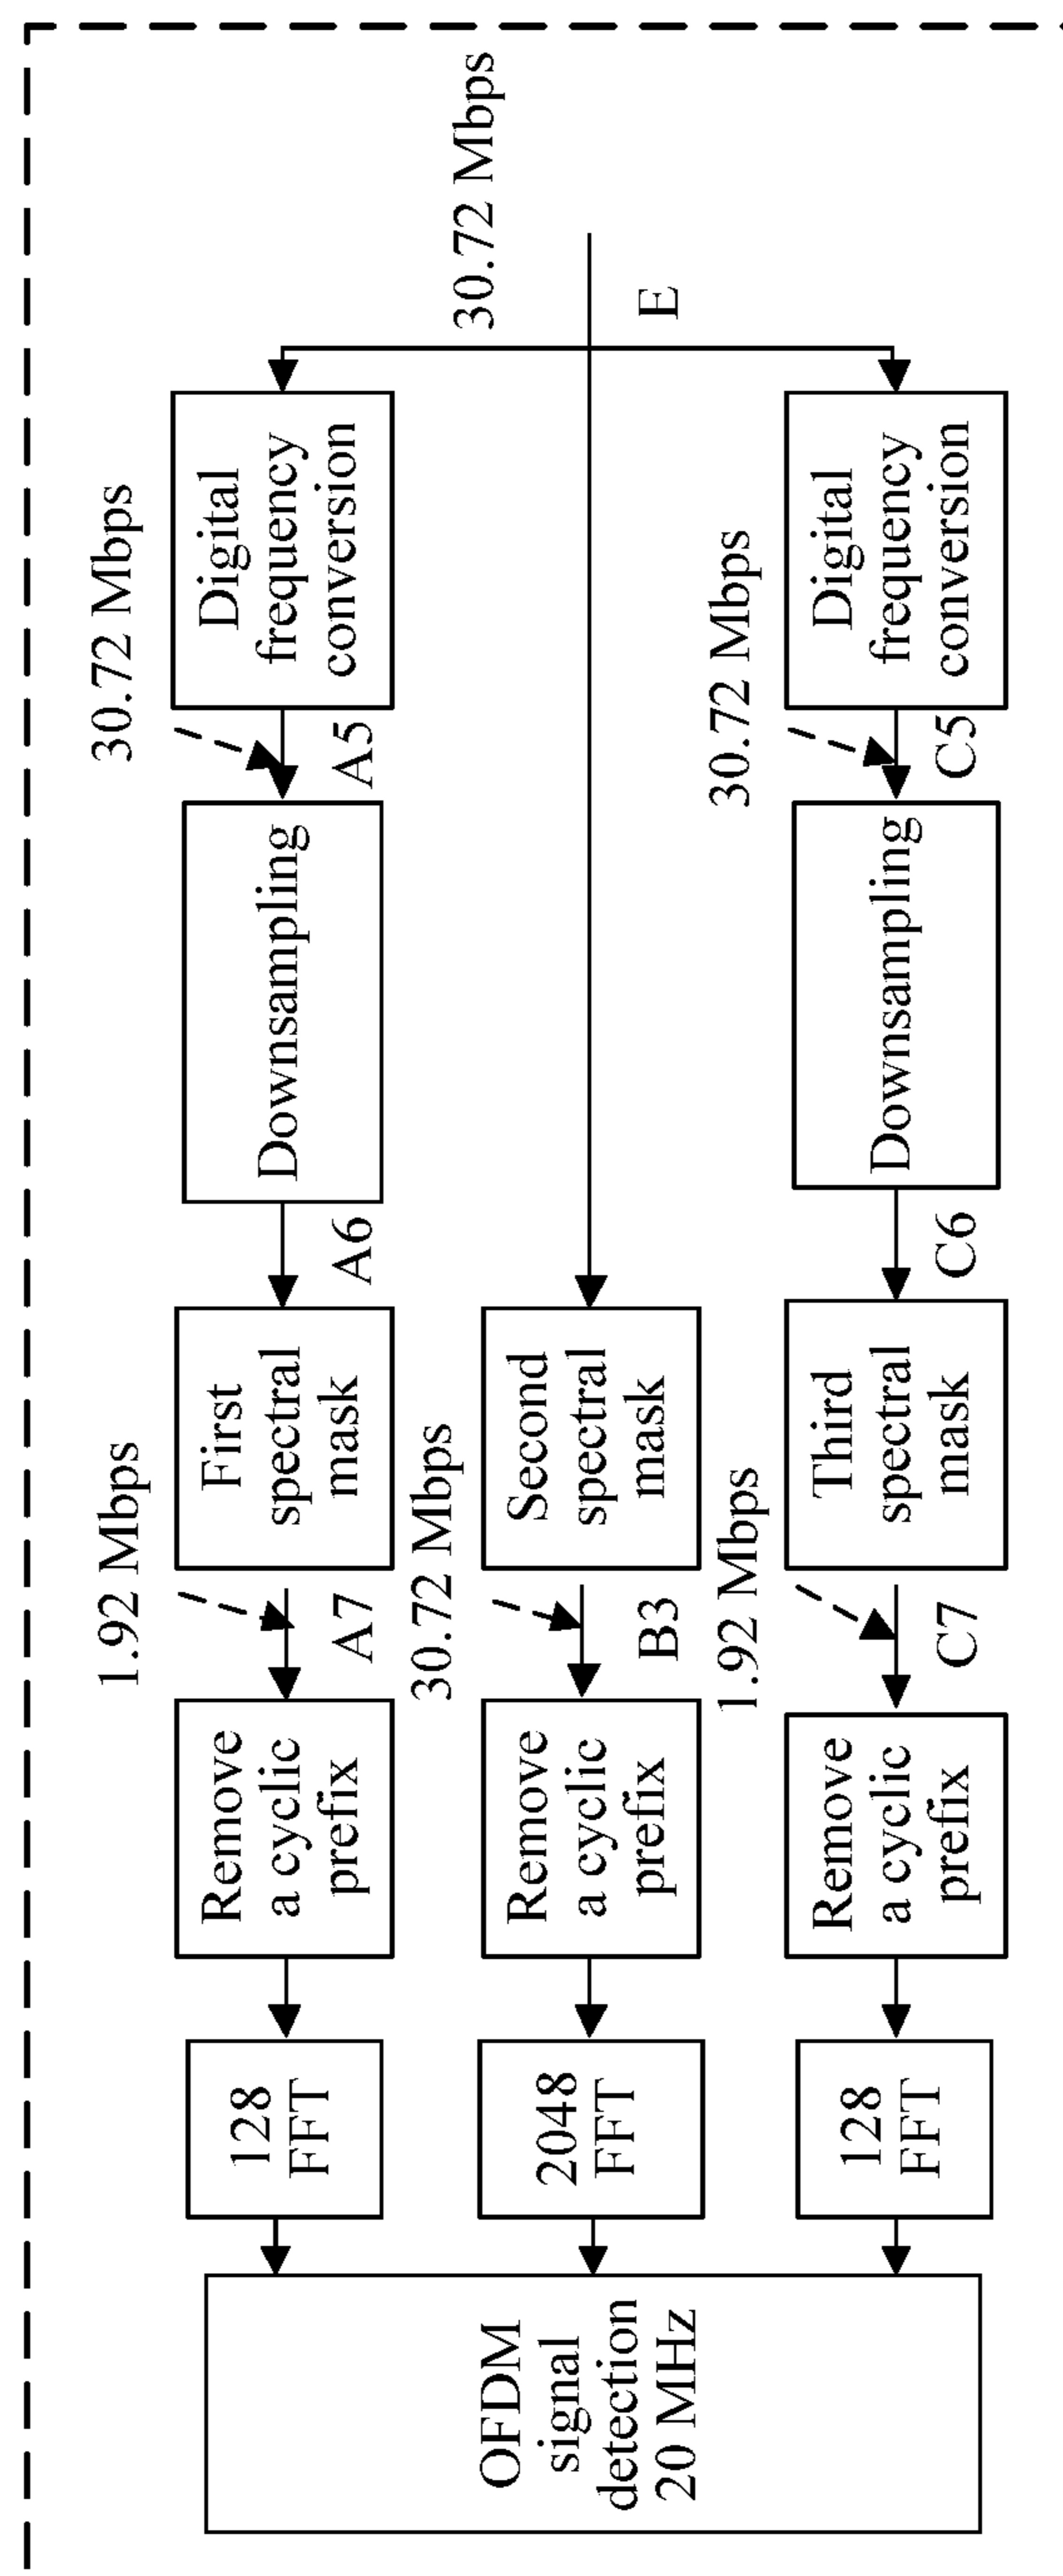 30.72 Mbps
E
30.72 Mbps
Digital
frequency
conversion
A5
Downsampling
A6
First
spectral
mask
1.92 Mbps
A7
Remove
a cyclic
prefix
128
FFT
Second
spectral
mask
30.72 Mbps
B3
Remove
a cyclic
prefix
2048
FFT
30.72 Mbps
Digital
frequency
conversion
C5
Downsampling
C6
Third
spectral
mask
1.92 Mbps
C7
Remove
a cyclic
prefix
128
FFT
OFDM
signal
detection
20 MHz